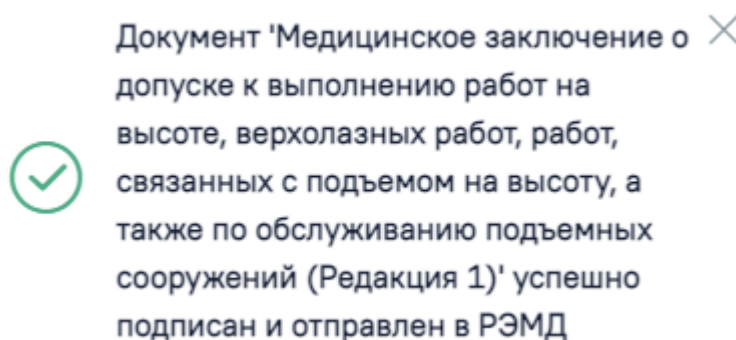 Документ 'Медицинское заключение о
допуске к выполнению работ на
высоте, верхолазных работ, работ,
связанных с подъемом на высоту, а
также по обслуживанию подъемных
сооружений (Редакция 1)' успешно
подписан и отправлен в РЭМД